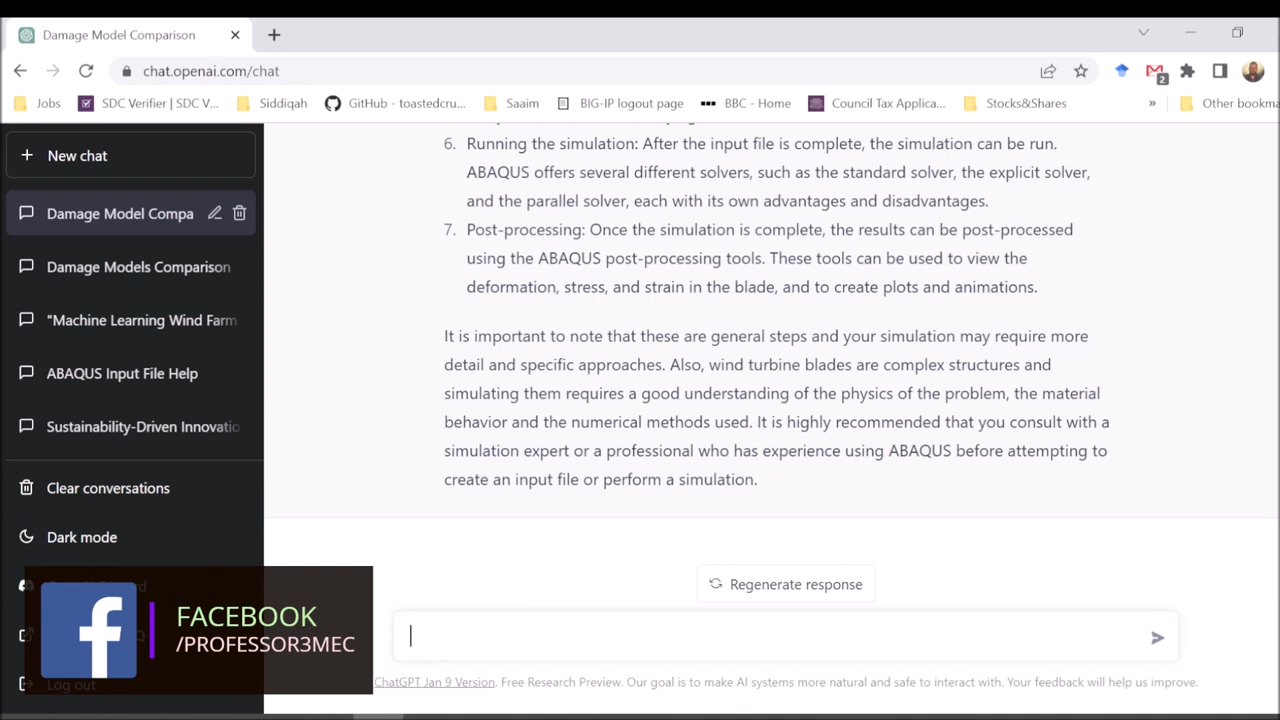 Damage Model Comparison
chat.openai.com/chat
2
Jobs
SDC Verifier | SDC V...
Siddiqah
GitHub - toastedcru...
Saaim
BIG-IP logout page
BBC - Home
Council Tax Applica...
Stocks&Shares
»
Other bookma
New chat
Damage Model Compa
Damage Models Comparison
"Machine Learning Wind Farm
ABAQUS Input File Help
Sustainability-Driven Innovatio
Clear conversations
Dark mode
Log out
6. Running the simulation: After the input file is complete, the simulation can be run.
ABAQUS offers several different solvers, such as the standard solver, the explicit solver,
and the parallel solver, each with its own advantages and disadvantages.
7. Post-processing: Once the simulation is complete, the results can be post-processed
using the ABAQUS post-processing tools. These tools can be used to view the
deformation, stress, and strain in the blade, and to create plots and animations.
It is important to note that these are general steps and your simulation may require more
detail and specific approaches. Also, wind turbine blades are complex structures and
simulating them requires a good understanding of the physics of the problem, the material
behavior and the numerical methods used. It is highly recommended that you consult with a
simulation expert or a professional who has experience using ABAQUS before attempting to
create an input file or perform a simulation.
Regenerate response
ChatGPT Jan 9 Version. Free Research Preview. Our goal is to make AI systems more natural and safe to interact with. Your feedback will help us improve.
f
FACEBOOK
/PROFESSOR3MEC